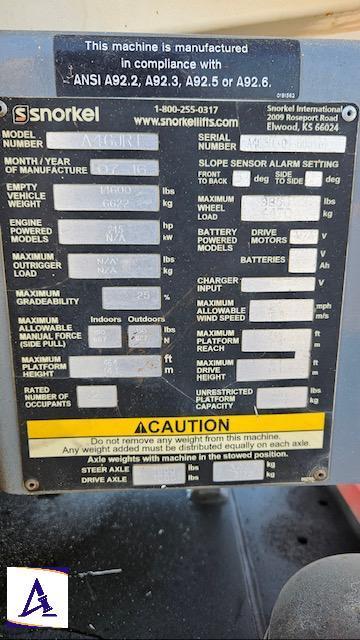 This machine is manufactured
in compliance with
ANSI A92.2, A92.3, A92.5 or A92.6.
0181562
snorkel
1-800-255-0317
www.snorkellifts.com
Snorkel International
2009 Roseport Road
Elwood, KS 66024
MODEL NUMBER A46JRT
SERIAL NUMBER
MONTH / YEAR OF MANUFACTURE 07 16
SLOPE SENSOR ALARM SETTING
FRONT TO BACK deg SIDE TO SIDE deg
EMPTY VEHICLE WEIGHT 14600 lbs
6622 kg
MAXIMUM WHEEL LOAD lbs
kg
ENGINE POWERED MODELS hp
N/A kW
BATTERY POWERED MODELS DRIVE MOTORS V
BATTERIES V
Ah
MAXIMUM OUTRIGGER LOAD N/A lbs
N/A kg
CHARGER INPUT V
MAXIMUM GRADEABILITY 25 %
MAXIMUM ALLOWABLE WIND SPEED mph
m/s
Indoors Outdoors
MAXIMUM ALLOWABLE MANUAL FORCE (SIDE PULL) lbs
N
MAXIMUM PLATFORM REACH ft
m
MAXIMUM PLATFORM HEIGHT ft
m
MAXIMUM DRIVE HEIGHT ft
m
RATED NUMBER OF OCCUPANTS
UNRESTRICTED PLATFORM CAPACITY lbs
kg
CAUTION
Do not remove any weight from this machine.
Any weight added must be distributed equally on each axle.
Axle weights with machine in the stowed position.
STEER AXLE lbs kg
DRIVE AXLE lbs kg